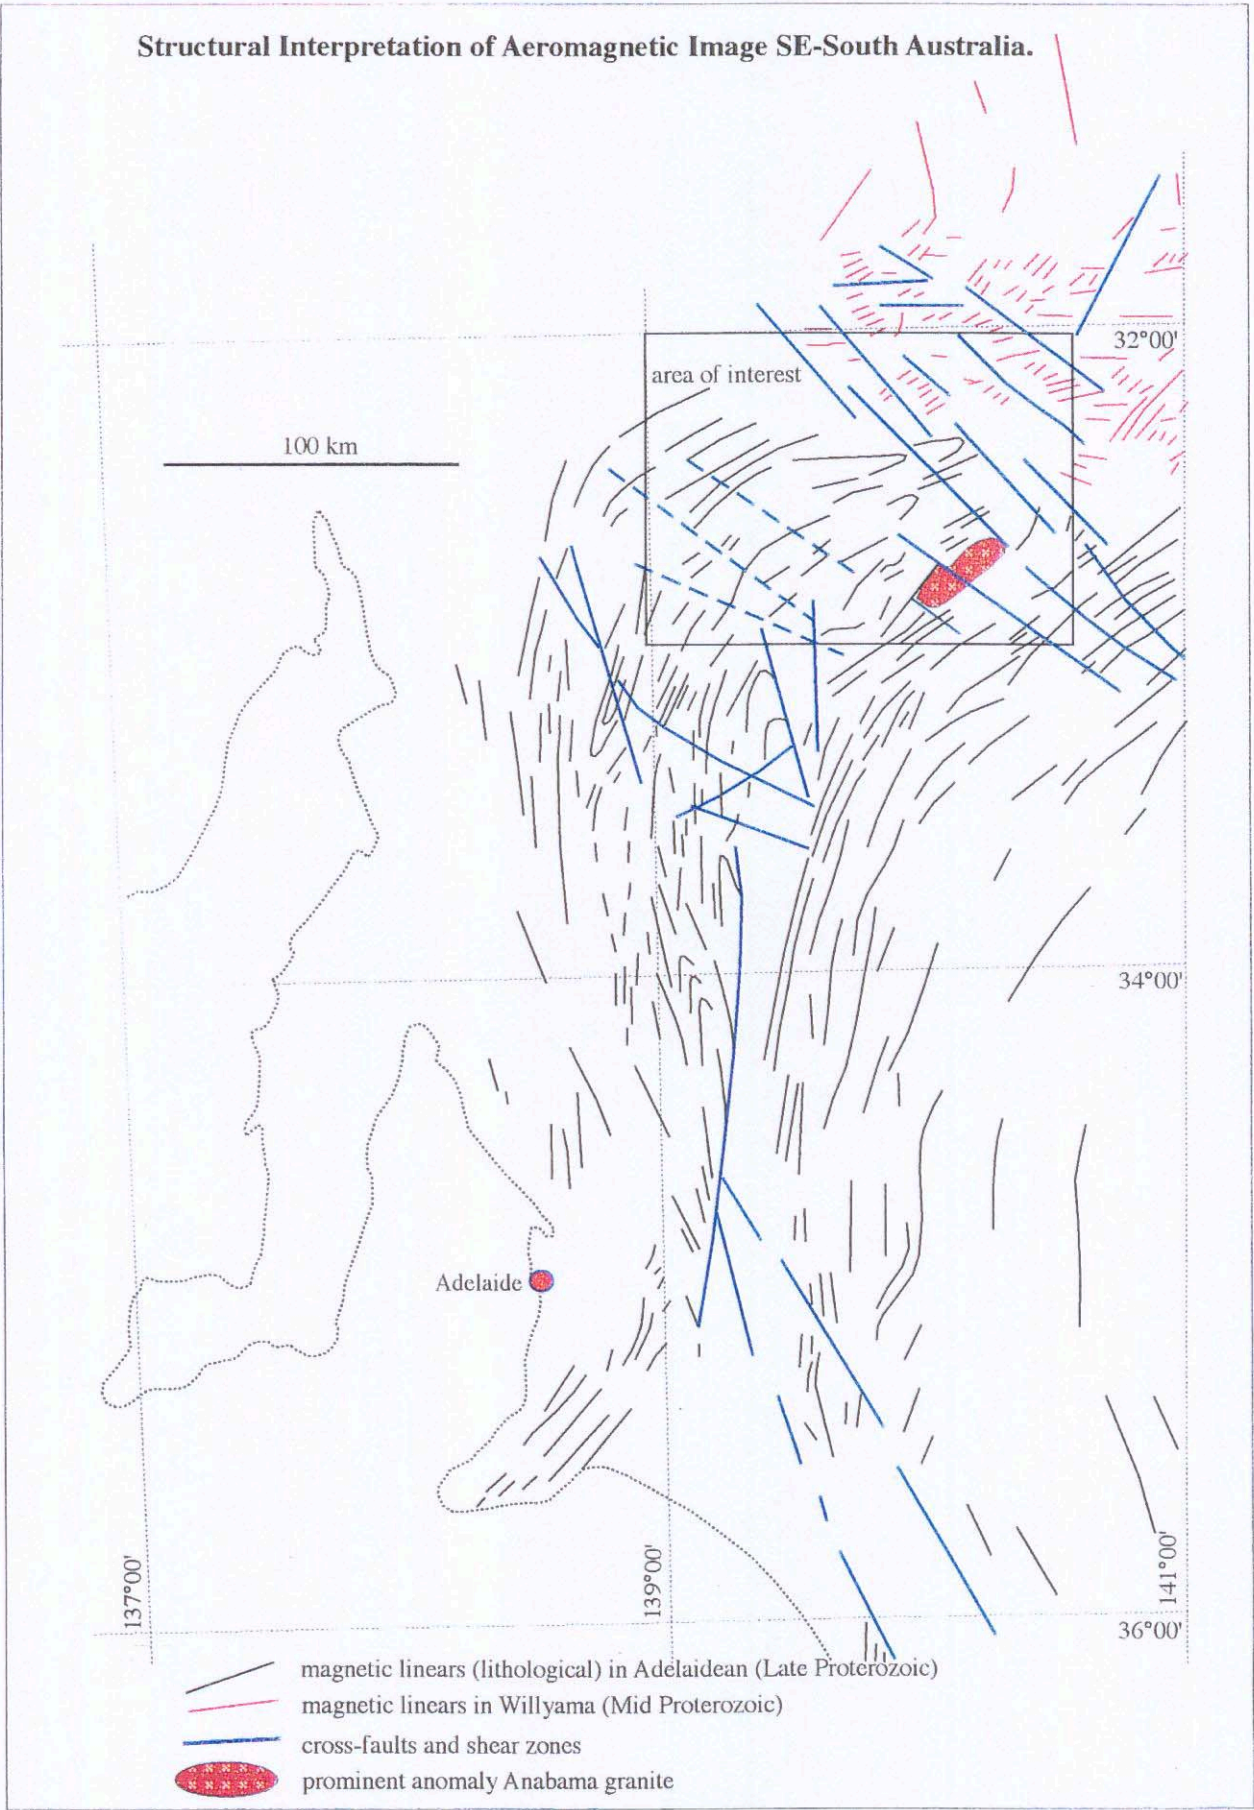 Structural Interpretation of Aeromagnetic Image SE-South Australia.
32°00'
area of interest
100 km
34°00'
Adelaide
137°00'
139°00'
141°00'
36°00'
magnetic linears (lithological) in Adelaidean (Late Proterozoic)
magnetic linears in Willyama (Mid Proterozoic)
cross-faults and shear zones
prominent anomaly Anabama granite